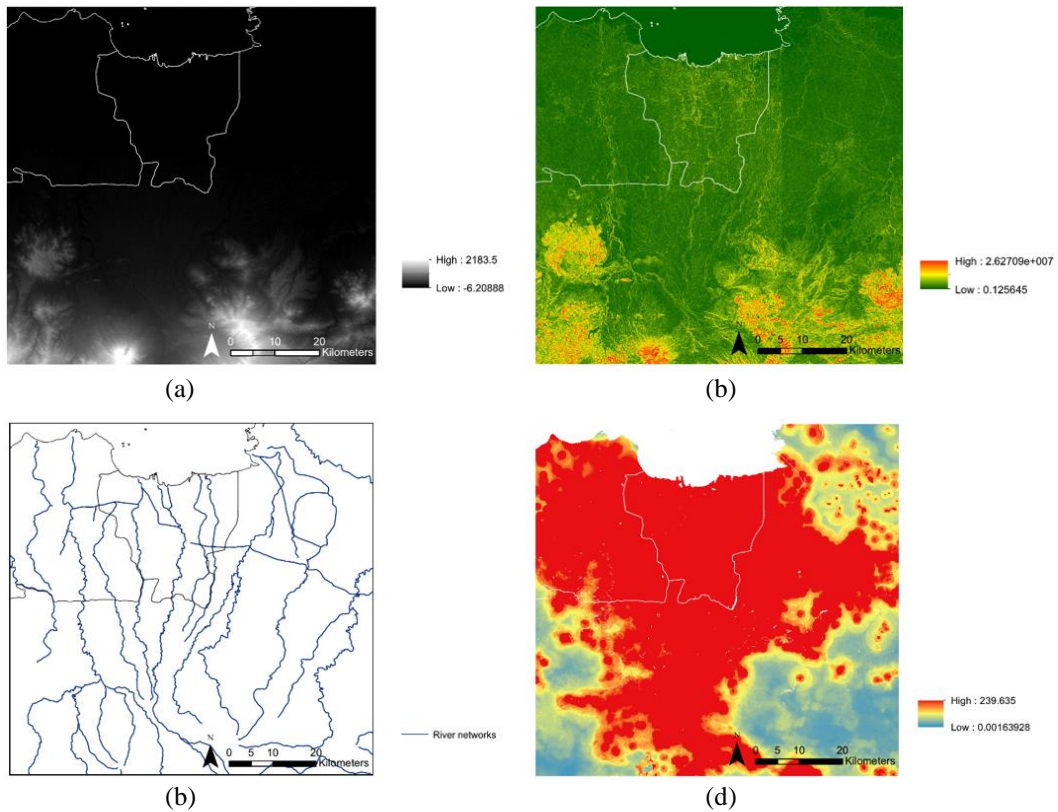 High : 2183.5
Low : -6.20888
N
0 5 10 20
Kilometers
(a)
High : 2.62709e+007
Low : 0.125645
N
0 5 10 20
Kilometers
(b)
River networks
N
0 5 10 20
Kilometers
(b)
High : 239.635
Low : 0.00163928
N
0 5 10 20
Kilometers
(d)